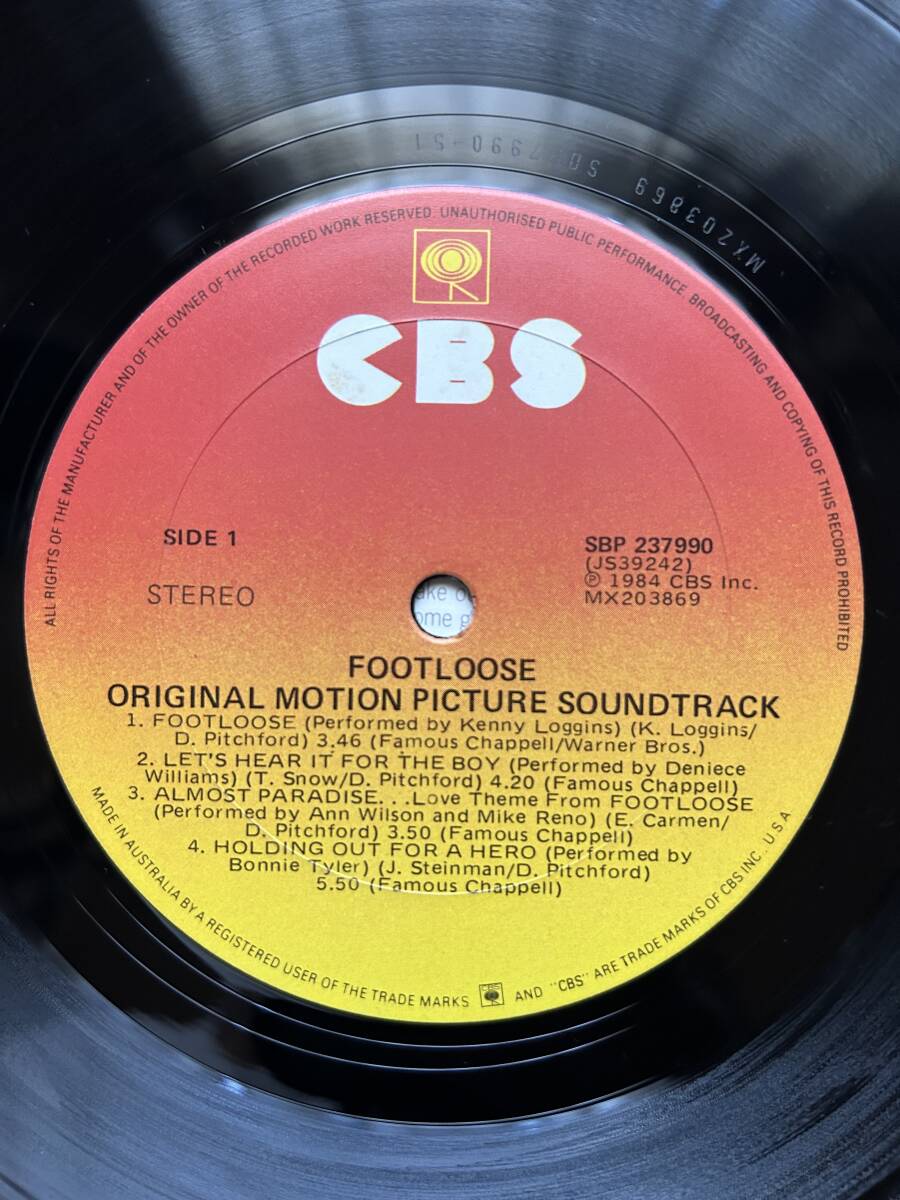 MX203869 S 7990-S1
ALL RIGHTS OF THE MANUFACTURER AND OF THE OWNER OF THE RECORDED WORK RESERVED. UNAUTHORISED PUBLIC PERFORMANCE, BROADCASTING AND COPYING OF THIS RECORD PROHIBITED
CBS
SIDE 1
STEREO
SBP 237990
(JS39242)
℗ 1984 CBS Inc.
MX203869
ake o
ome g
FOOTLOOSE
ORIGINAL MOTION PICTURE SOUNDTRACK
1. FOOTLOOSE (Performed by Kenny Loggins) (K. Loggins/
D. Pitchford) 3.46 (Famous Chappell/Warner Bros.)
2. LET'S HEAR IT FOR THE BOY (Performed by Deniece
Williams) (T. Snow/D. Pitchford) 4.20 (Famous Chappell)
3. ALMOST PARADISE...Love Theme From FOOTLOOSE
(Performed by Ann Wilson and Mike Reno) (E. Carmen/
D. Pitchford) 3.50 (Famous Chappell)
4. HOLDING OUT FOR A HERO (Performed by
Bonnie Tyler) (J. Steinman/D. Pitchford)
5.50 (Famous Chappell)
MADE IN AUSTRALIA BY A REGISTERED USER OF THE TRADE MARKS CBS AND "CBS" ARE TRADE MARKS OF CBS INC., U.S.A